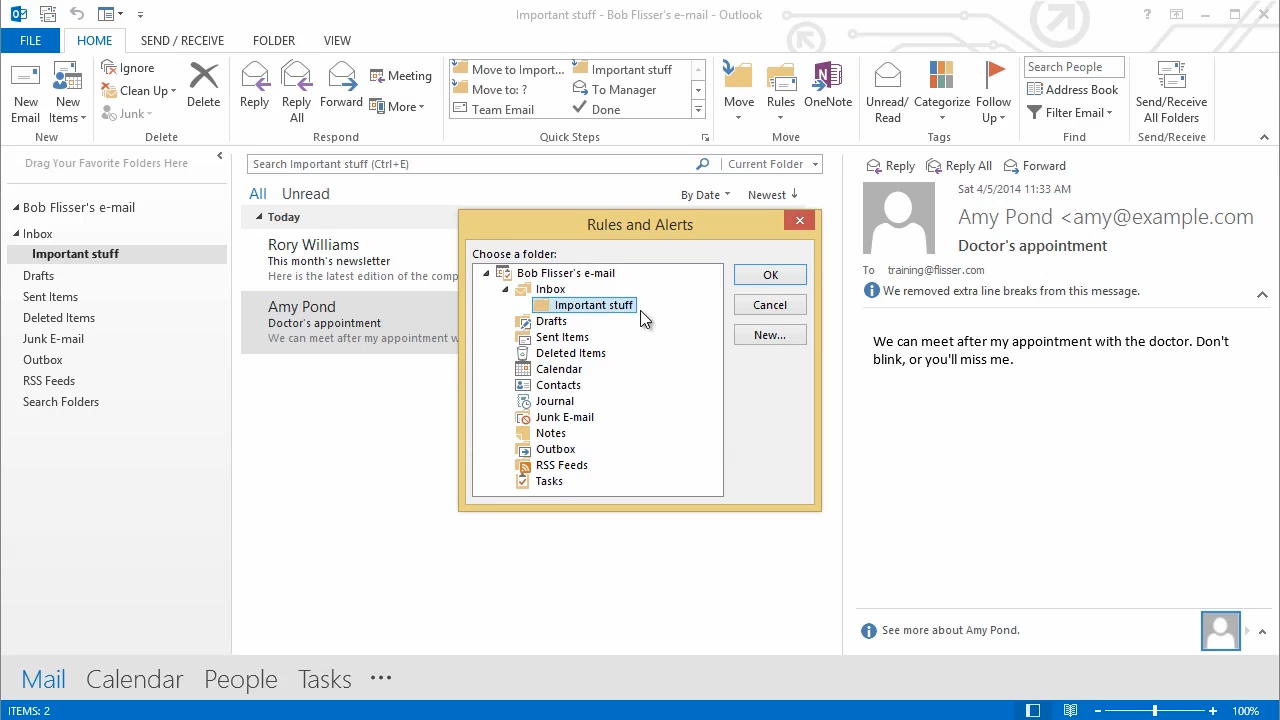 Important stuff - Bob Flisser's e-mail - Outlook
?
FILE
HOME
SEND / RECEIVE
FOLDER
VIEW
New Email
New Items
New
Ignore
Clean Up
Junk
Delete
Delete
Reply
Reply All
Forward
Meeting
More
Respond
Move to Import...
Move to: ?
Team Email
Important stuff
To Manager
Done
Quick Steps
Move
Rules
OneNote
Move
Unread/ Read
Categorize
Follow Up
Tags
Search People
Address Book
Filter Email
Find
Send/Receive All Folders
Send/Receive
Drag Your Favorite Folders Here
Bob Flisser's e-mail
Inbox
Important stuff
Drafts
Sent Items
Deleted Items
Junk E-mail
Outbox
RSS Feeds
Search Folders
Search Important stuff (Ctrl+E)
Current Folder
All Unread
By Date Newest
Today
Rory Williams
This month's newsletter
Here is the latest edition of the comp
Amy Pond
Doctor's appointment
We can meet after my appointment w
Rules and Alerts
Choose a folder:
Bob Flisser's e-mail
Inbox
Important stuff
Drafts
Sent Items
Deleted Items
Calendar
Contacts
Journal
Junk E-mail
Notes
Outbox
RSS Feeds
Tasks
OK
Cancel
New...
Reply Reply All Forward
Sat 4/5/2014 11:33 AM
Amy Pond <amy@example.com
Doctor's appointment
To training@flisser.com
We removed extra line breaks from this message.
We can meet after my appointment with the doctor. Don't
blink, or you'll miss me.
See more about Amy Pond.
Mail Calendar People Tasks ...
ITEMS: 2
100%